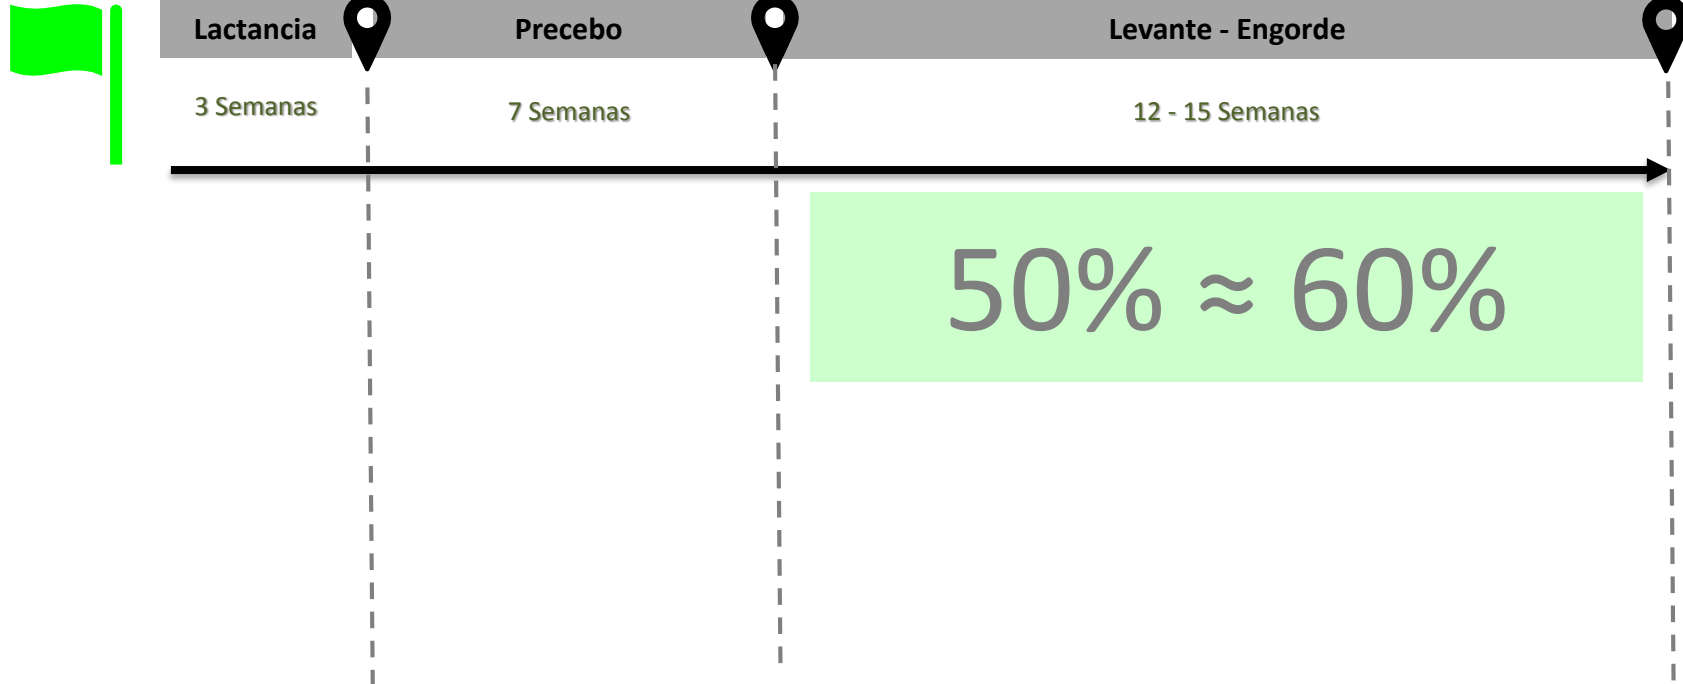 Lactancia
Precebo
Levante - Engorde
3 Semanas
7 Semanas
12 - 15 Semanas
50% ≈ 60%